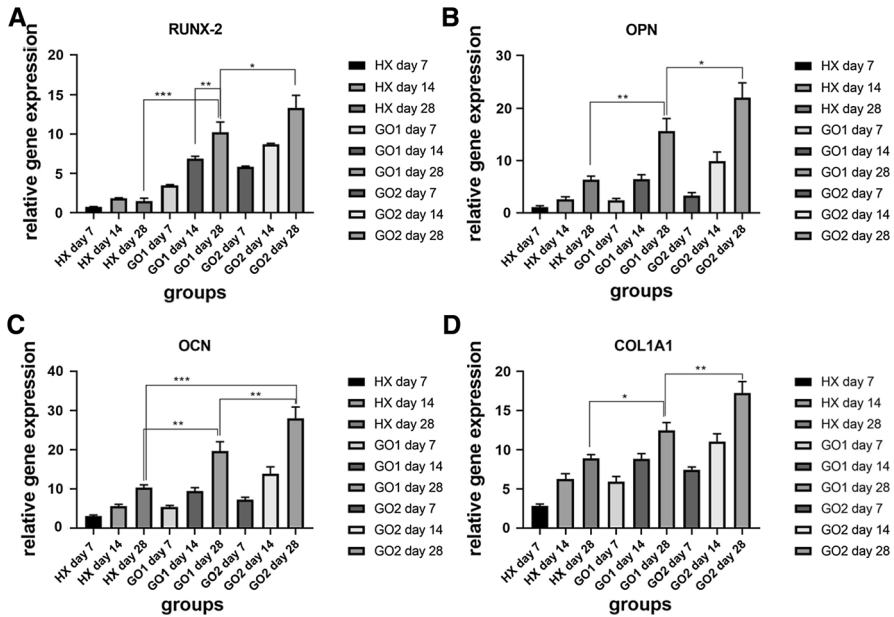 A
RUNX-2
relative gene expression
20
15
10
5
0
***
**
*
HX day 7
HX day 14
HX day 28
GO1 day 7
GO1 day 14
GO1 day 28
GO2 day 7
GO2 day 14
GO2 day 28
groups
HX day 7
HX day 14
HX day 28
GO1 day 7
GO1 day 14
GO1 day 28
GO2 day 7
GO2 day 14
GO2 day 28
B
OPN
relative gene expression
30
20
10
0
**
*
HX day 7
HX day 14
HX day 28
GO1 day 7
GO1 day 14
GO1 day 28
GO2 day 7
GO2 day 14
GO2 day 28
groups
HX day 7
HX day 14
HX day 28
GO1 day 7
GO1 day 14
GO1 day 28
GO2 day 7
GO2 day 14
GO2 day 28
C
OCN
relative gene expression
40
30
20
10
0
***
**
**
HX day 7
HX day 14
HX day 28
GO1 day 7
GO1 day 14
GO1 day 28
GO2 day 7
GO2 day 14
GO2 day 28
groups
HX day 7
HX day 14
HX day 28
GO1 day 7
GO1 day 14
GO1 day 28
GO2 day 7
GO2 day 14
GO2 day 28
D
COL1A1
relative gene expression
20
15
10
5
0
*
**
HX day 7
HX day 14
HX day 28
GO1 day 7
GO1 day 14
GO1 day 28
GO2 day 7
GO2 day 14
GO2 day 28
groups
HX day 7
HX day 14
HX day 28
GO1 day 7
GO1 day 14
GO1 day 28
GO2 day 7
GO2 day 14
GO2 day 28